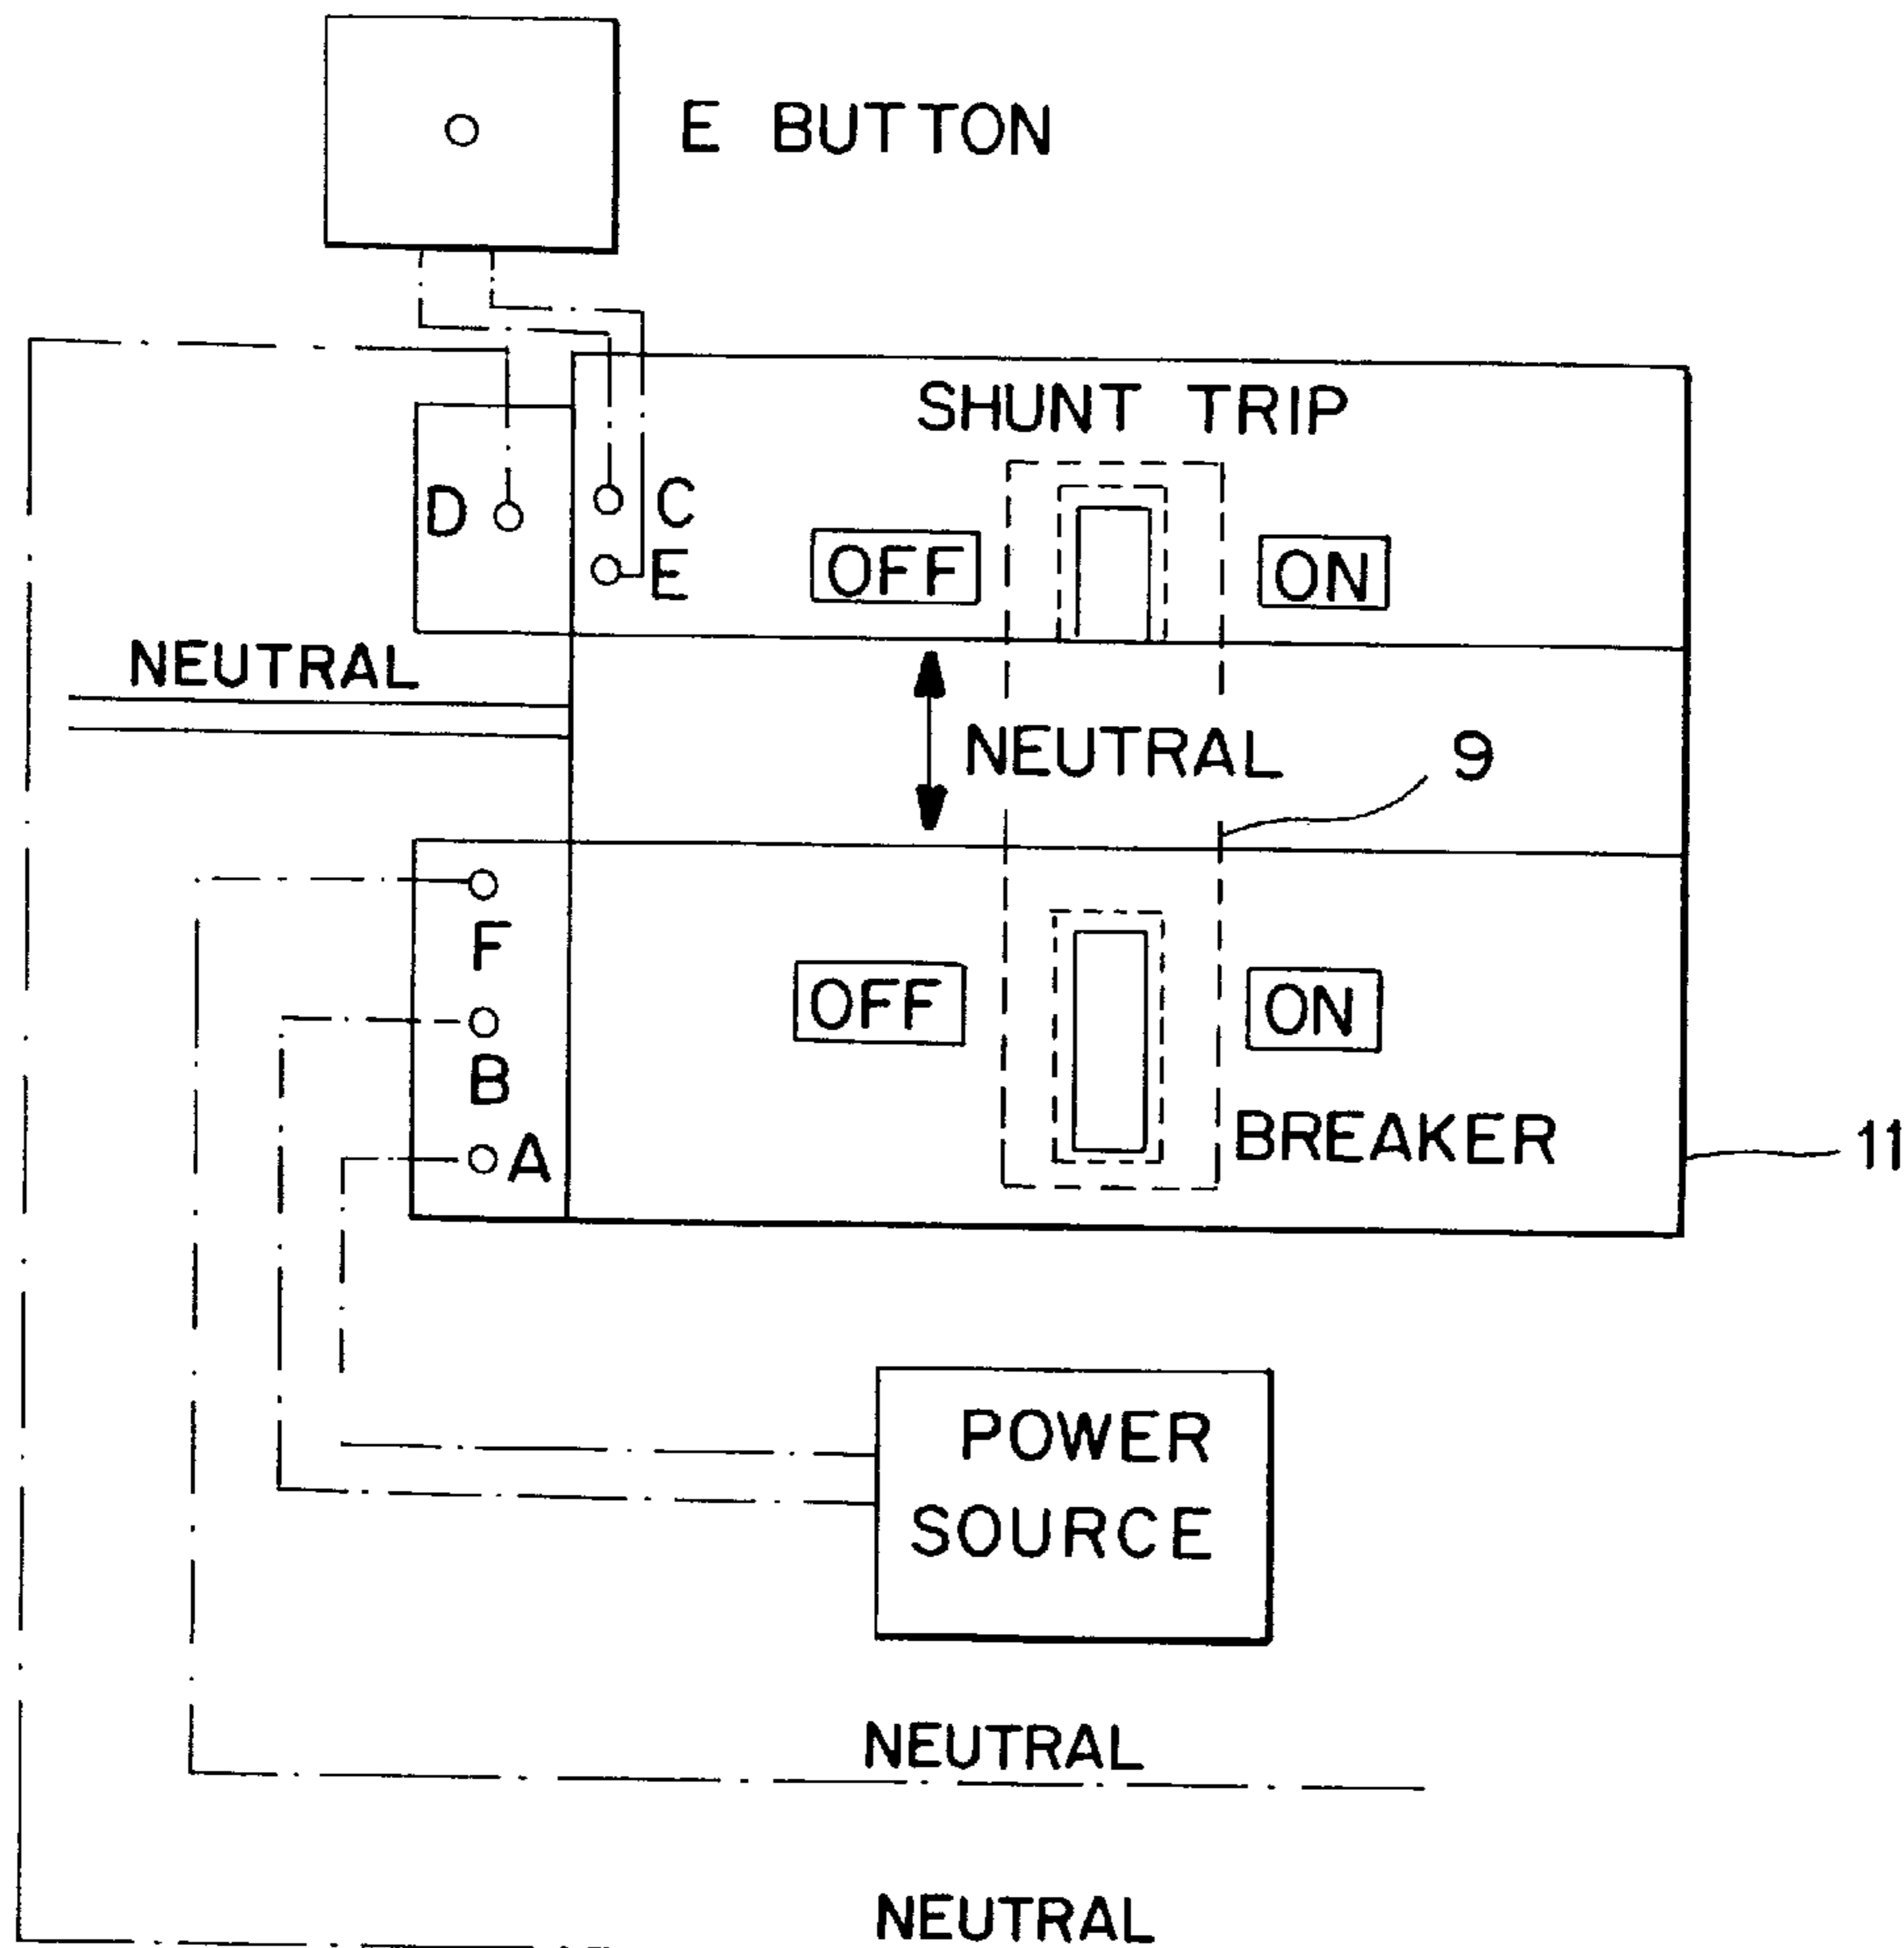 E BUTTON
SHUNT TRIP
D
C
E
OFF
ON
NEUTRAL
NEUTRAL
9
F
OFF
ON
B
BREAKER
A
11
POWER
SOURCE
NEUTRAL
NEUTRAL